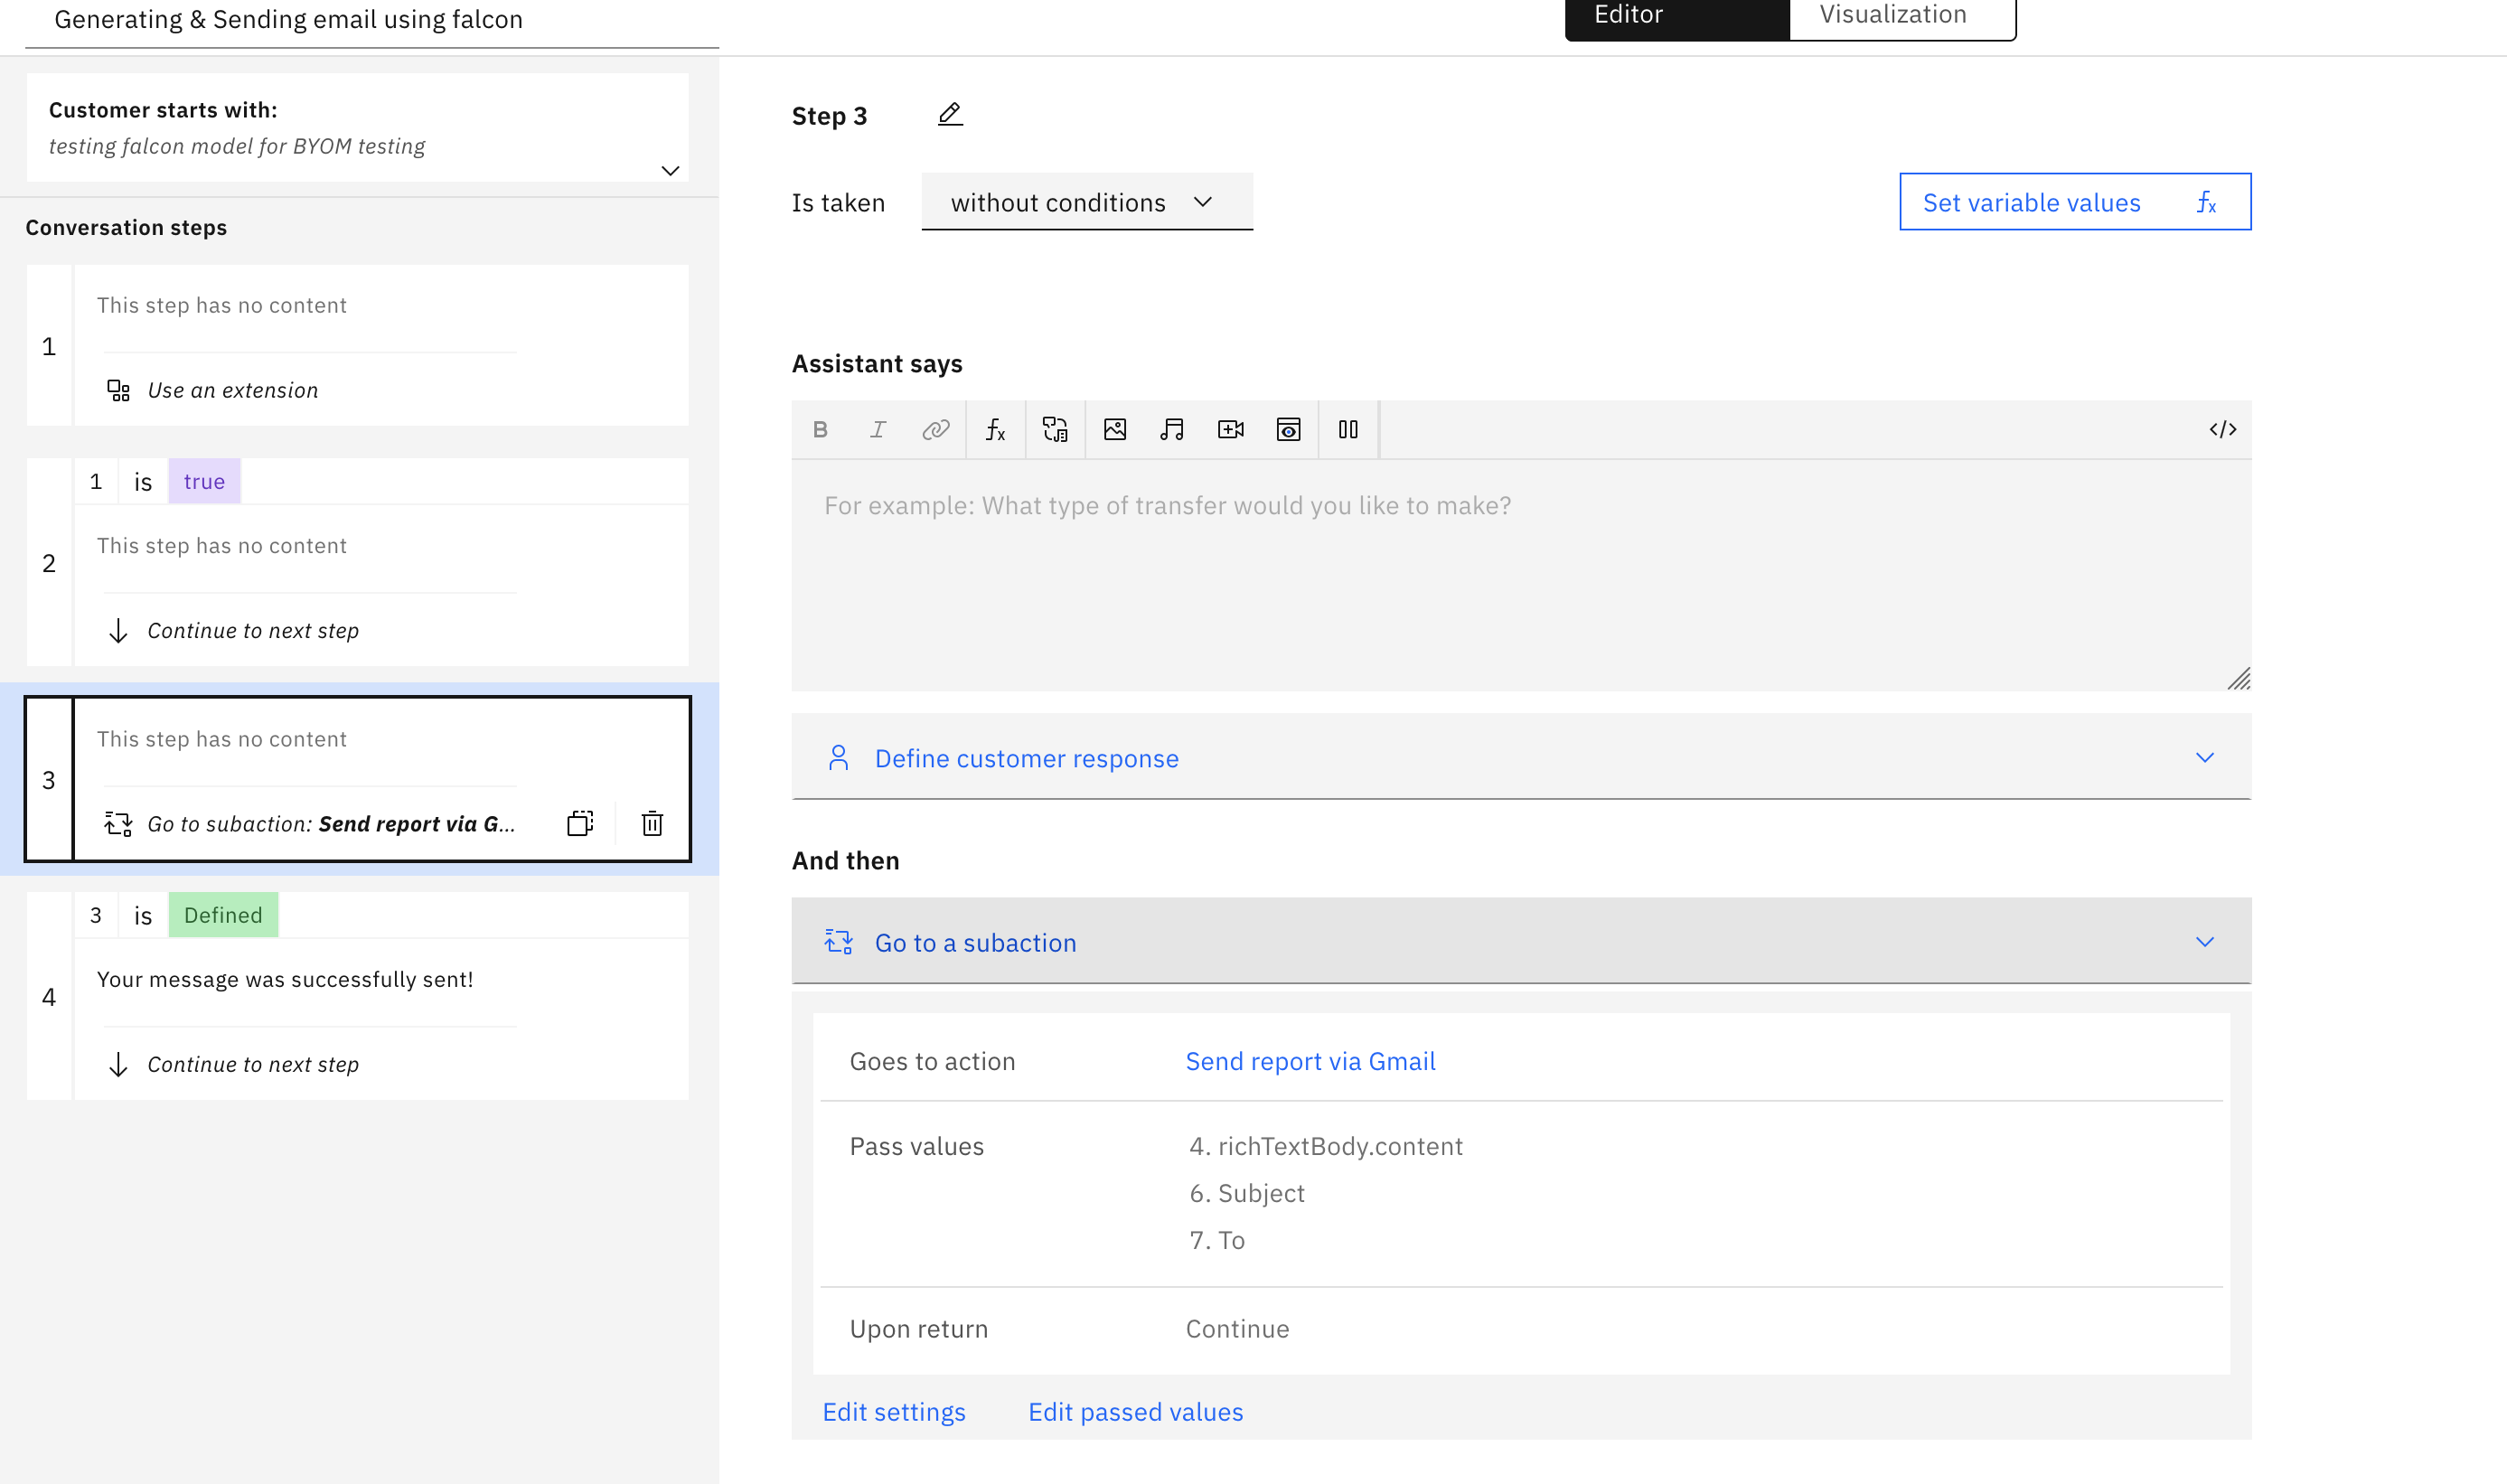 Generating & Sending email using falcon
Editor
Visualization
Customer starts with:
testing falcon model for BYOM testing
Conversation steps
1
This step has no content
Use an extension
2
1 is true
This step has no content
Continue to next step
3
This step has no content
Go to subaction: Send report via G...
4
3 is Defined
Your message was successfully sent!
Continue to next step
Step 3
Is taken
without conditions
Set variable values fx
Assistant says
B I fx </>
For example: What type of transfer would you like to make?
Define customer response
And then
Go to a subaction
Goes to action Send report via Gmail
Pass values 4. richTextBody.content
6. Subject
7. To
Upon return Continue
Edit settings Edit passed values